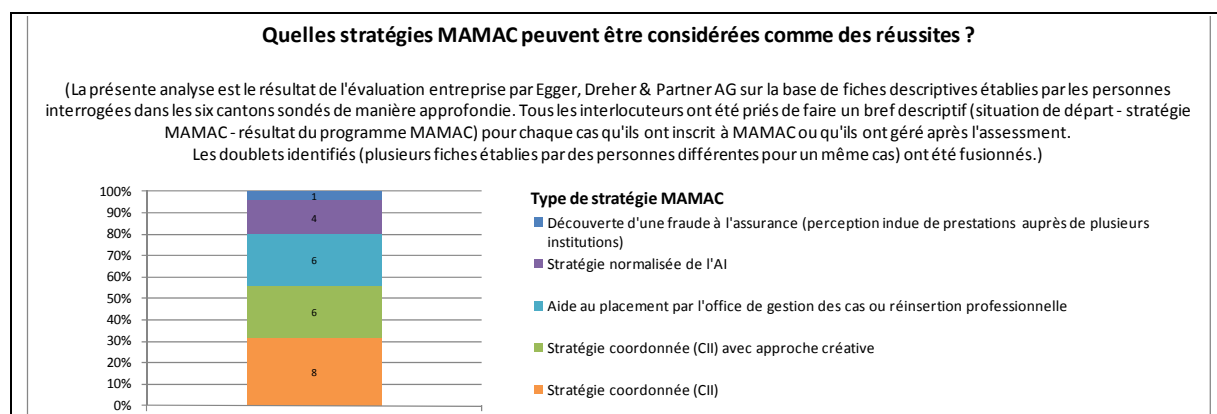 Quelles stratégies MAMAC peuvent être considérées comme des réussites ?
(La présente analyse est le résultat de l'évaluation entreprise par Egger, Dreher & Partner AG sur la base de fiches descriptives établies par les personnes
interrogées dans les six cantons sondés de manière approfondie. Tous les interlocuteurs ont été priés de faire un bref descriptif (situation de départ - stratégie
MAMAC - résultat du programme MAMAC) pour chaque cas qu'ils ont inscrit à MAMAC ou qu'ils ont géré après l'assessment.
Les doublets identifiés (plusieurs fiches établies par des personnes différentes pour un même cas) ont été fusionnés.)
100%
90%
80%
70%
60%
50%
40%
30%
20%
10%
0%
1
4
6
6
8
Type de stratégie MAMAC
Découverte d'une fraude à l'assurance (perception indue de prestations auprès de plusieurs
institutions)
Stratégie normalisée de l'AI
Aide au placement par l'office de gestion des cas ou réinsertion professionnelle
Stratégie coordonnée (CII) avec approche créative
Stratégie coordonnée (CII)